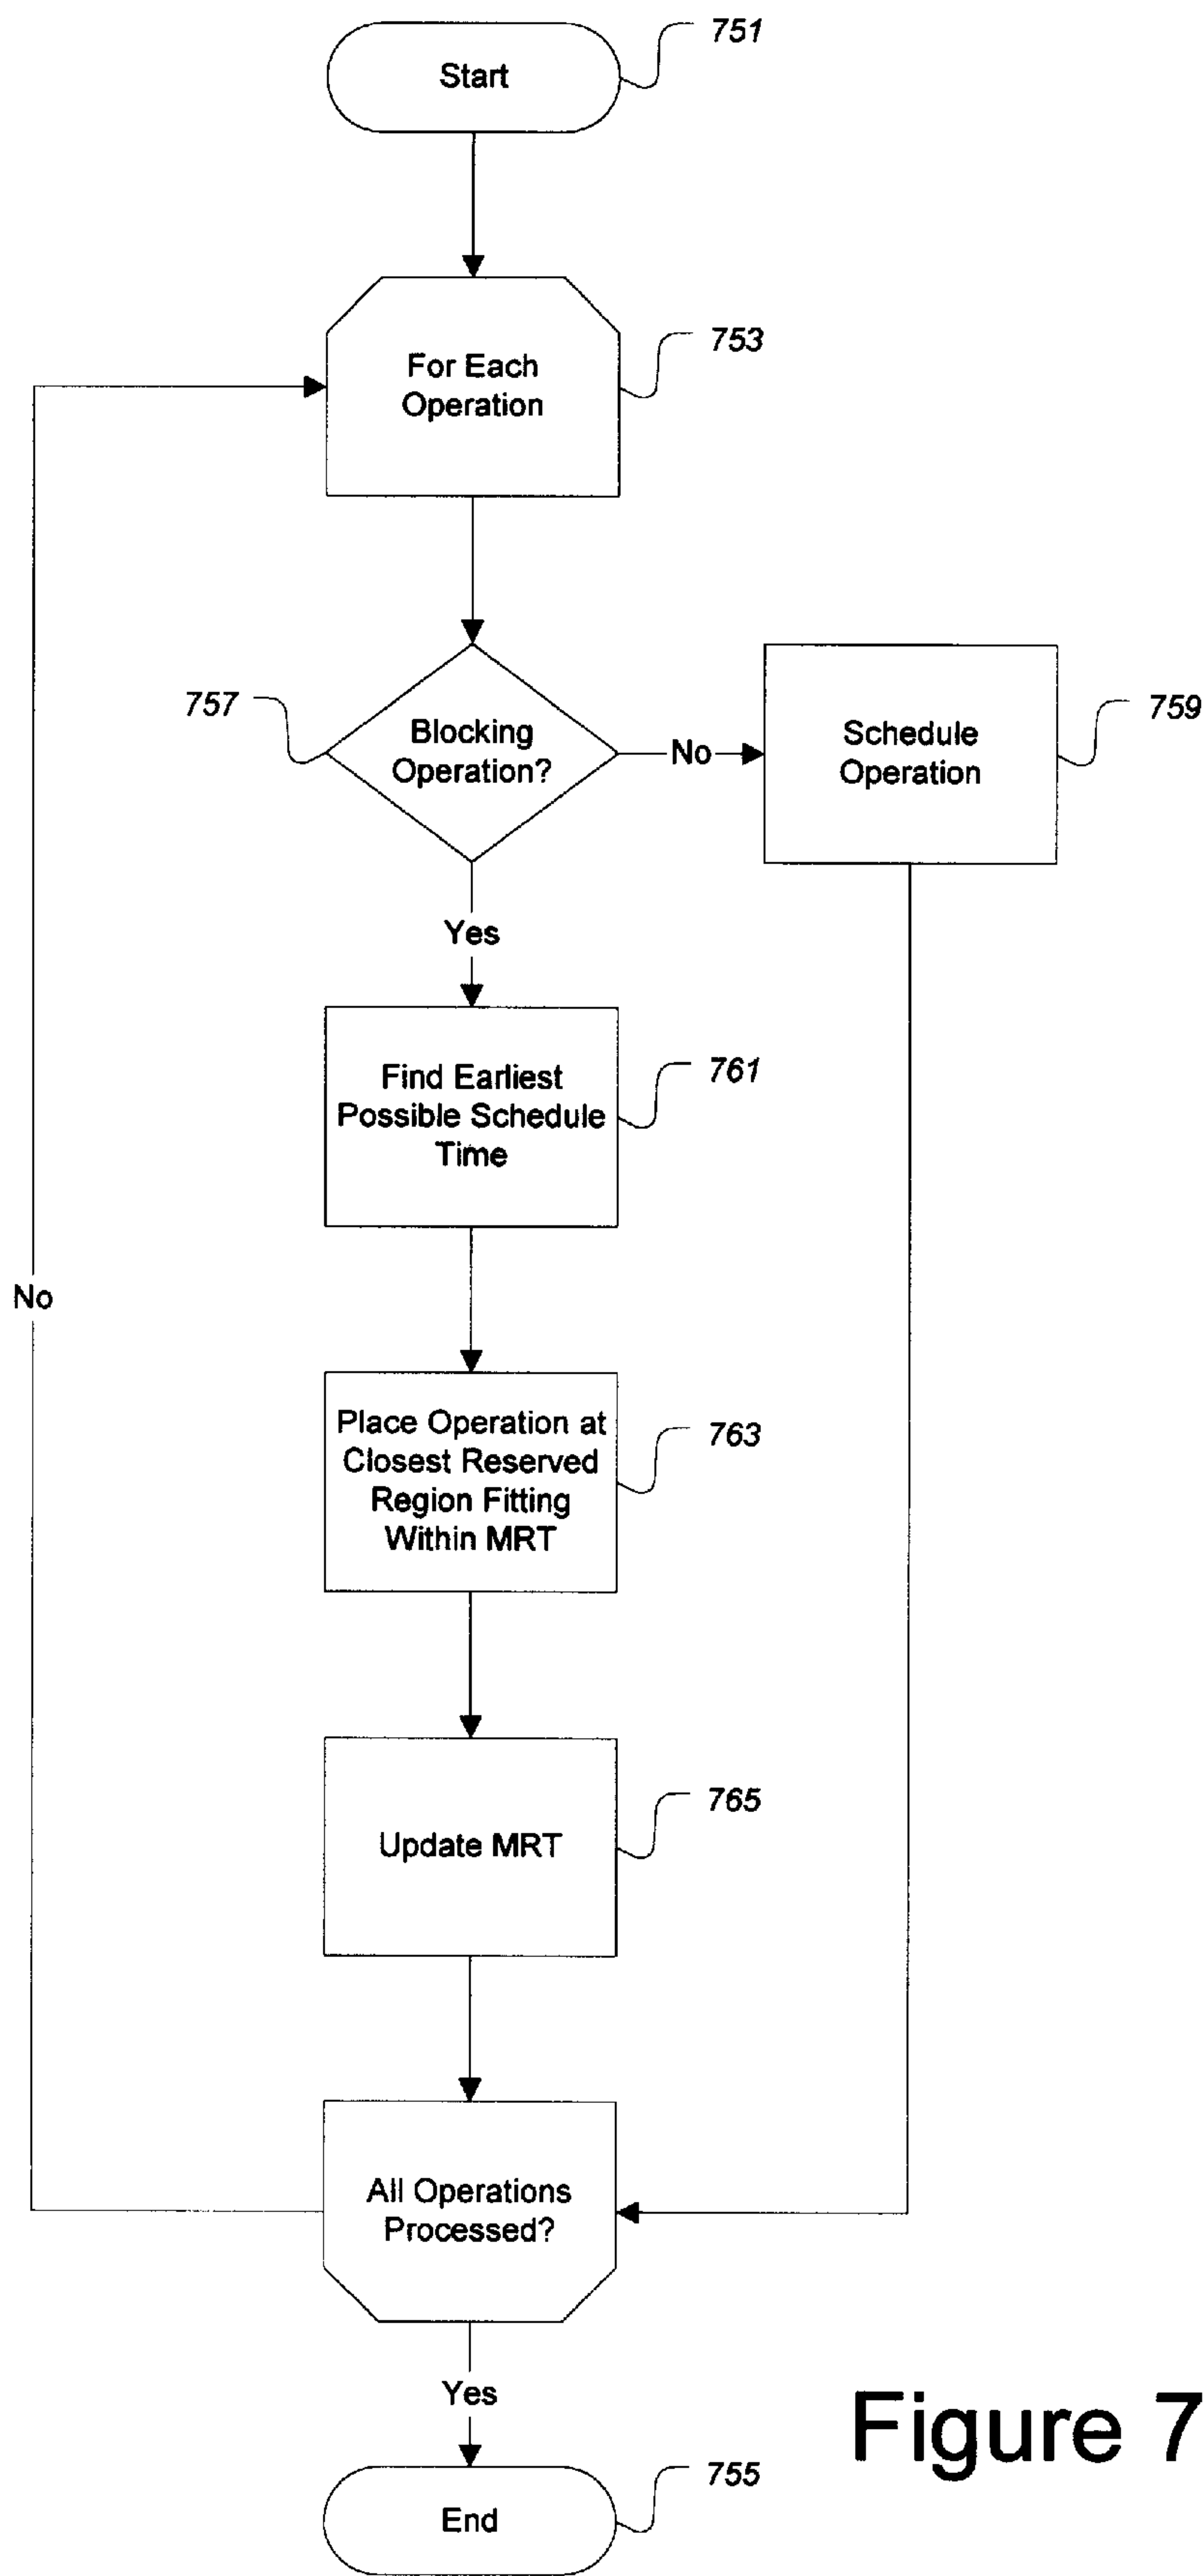 751
Start
753
For Each
Operation
757
Blocking
Operation?
No
Schedule
Operation
759
Yes
761
Find Earliest
Possible Schedule
Time
No
763
Place Operation at
Closest Reserved
Region Fitting
Within MRT
765
Update MRT
All Operations
Processed?
Yes
Figure 7
755
End